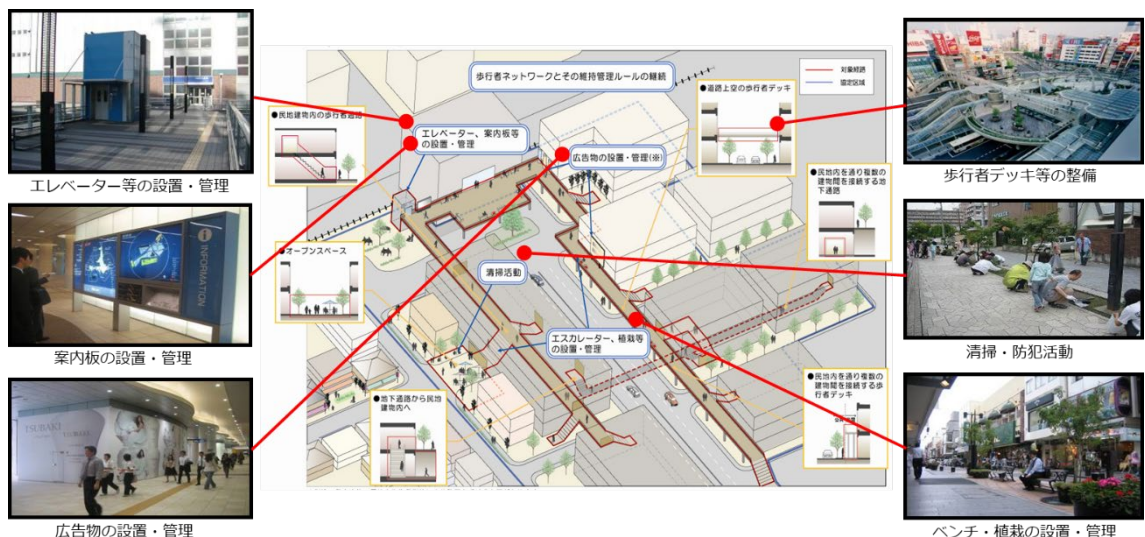 歩行者ネットワークとその維持管理ルールの継続
対象経路
協定区域
●道路上空の歩行者デッキ
●民地建物内の歩行者通路
エレベーター、案内板等
の設置・管理
広告物の設置・管理(※)
●民地内を通り複数の
建物間を接続する地
下通路
●オープンスペース
清掃活動
エスカレーター、植栽等
の設置・管理
●地下通路から民地
建物内へ
●民地内を通り複数の
建物間を接続する歩
行者デッキ
エレベーター等の設置・管理
INFORMATION
案内板の設置・管理
TSUBAKI
広告物の設置・管理
歩行者デッキ等の整備
清掃・防犯活動
ベンチ・植栽の設置・管理